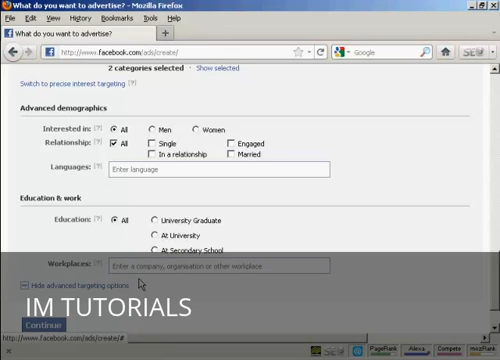 What do you want to advertise? - Mozilla Firefox
File Edit View History Bookmarks Tools Help
What do you want to advertise?
http://www.facebook.com/ads/create/
Google
2 categories selected Show selected
Switch to precise interest targeting [?]
Advanced demographics
Interested in: [?] All Men Women
Relationship: [?] All Single Engaged
In a relationship Married
Languages: [?] Enter language
Education & work
Education: [?] All University Graduate
At University
At Secondary School
Workplaces: [?] Enter a company, organisation or other workplace
Hide advanced targeting options
IM TUTORIALS
Continue
http://www.facebook.com/ads/create/#
PageRank Alexa Compete mozRank